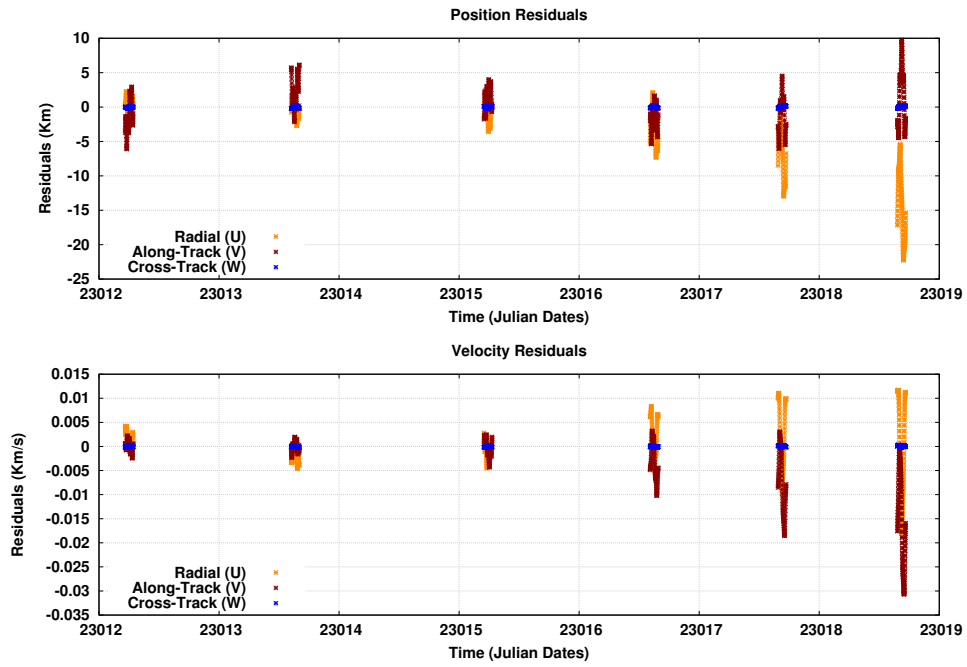 Position Residuals
10
5
0
-5
-10
-15
-20
-25
Residuals (Km)
Radial (U)
Along-Track (V)
Cross-Track (W)
23012 23013 23014 23015 23016 23017 23018 23019
Time (Julian Dates)
Velocity Residuals
0.015
0.01
0.005
0
-0.005
-0.01
-0.015
-0.02
-0.025
-0.03
-0.035
Residuals (Km/s)
Radial (U)
Along-Track (V)
Cross-Track (W)
23012 23013 23014 23015 23016 23017 23018 23019
Time (Julian Dates)